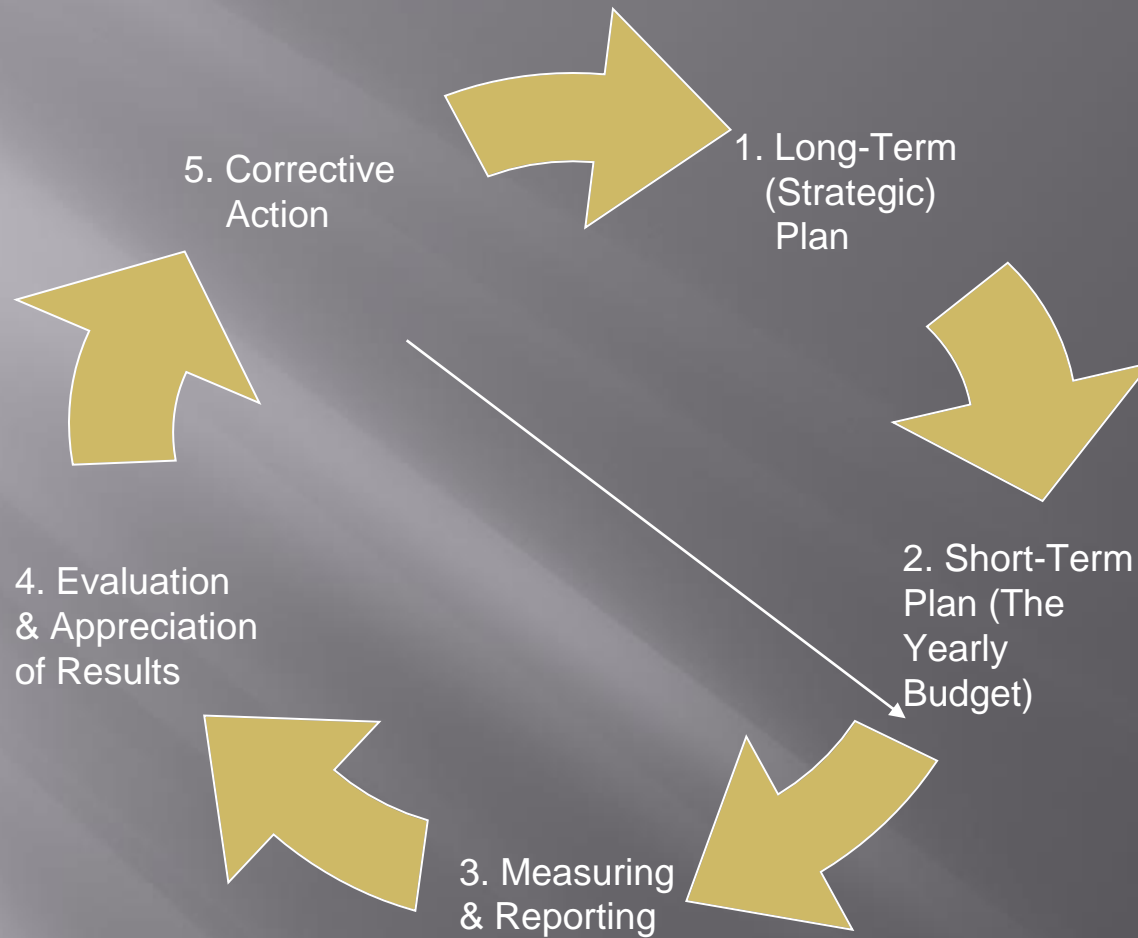 1. Long-Term
(Strategic)
Plan
2. Short-Term
Plan (The
Yearly
Budget)
3. Measuring
& Reporting
4. Evaluation
& Appreciation
of Results
5. Corrective
Action